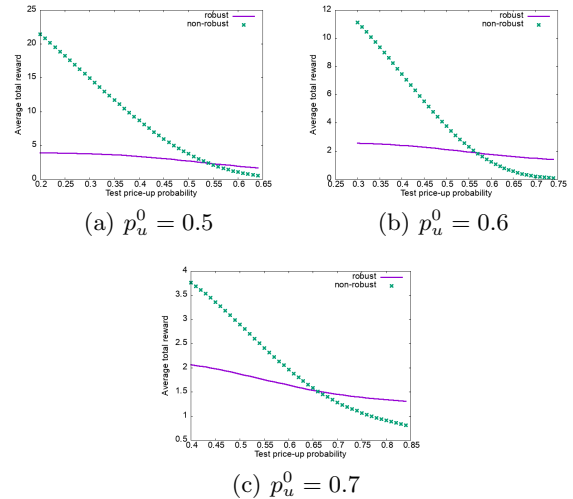 robust
non-robust
Average total reward
25
20
15
10
5
0
0.2 0.25 0.3 0.35 0.4 0.45 0.5 0.55 0.6 0.65
Test price-up probability
(a) p_u^0 = 0.5
robust
non-robust
Average total reward
12
10
8
6
4
2
0
0.25 0.3 0.35 0.4 0.45 0.5 0.55 0.6 0.65 0.7 0.75
Test price-up probability
(b) p_u^0 = 0.6
robust
non-robust
Average total reward
4
3.5
3
2.5
2
1.5
1
0.5
0.4 0.45 0.5 0.55 0.6 0.65 0.7 0.75 0.8 0.85
Test price-up probability
(c) p_u^0 = 0.7